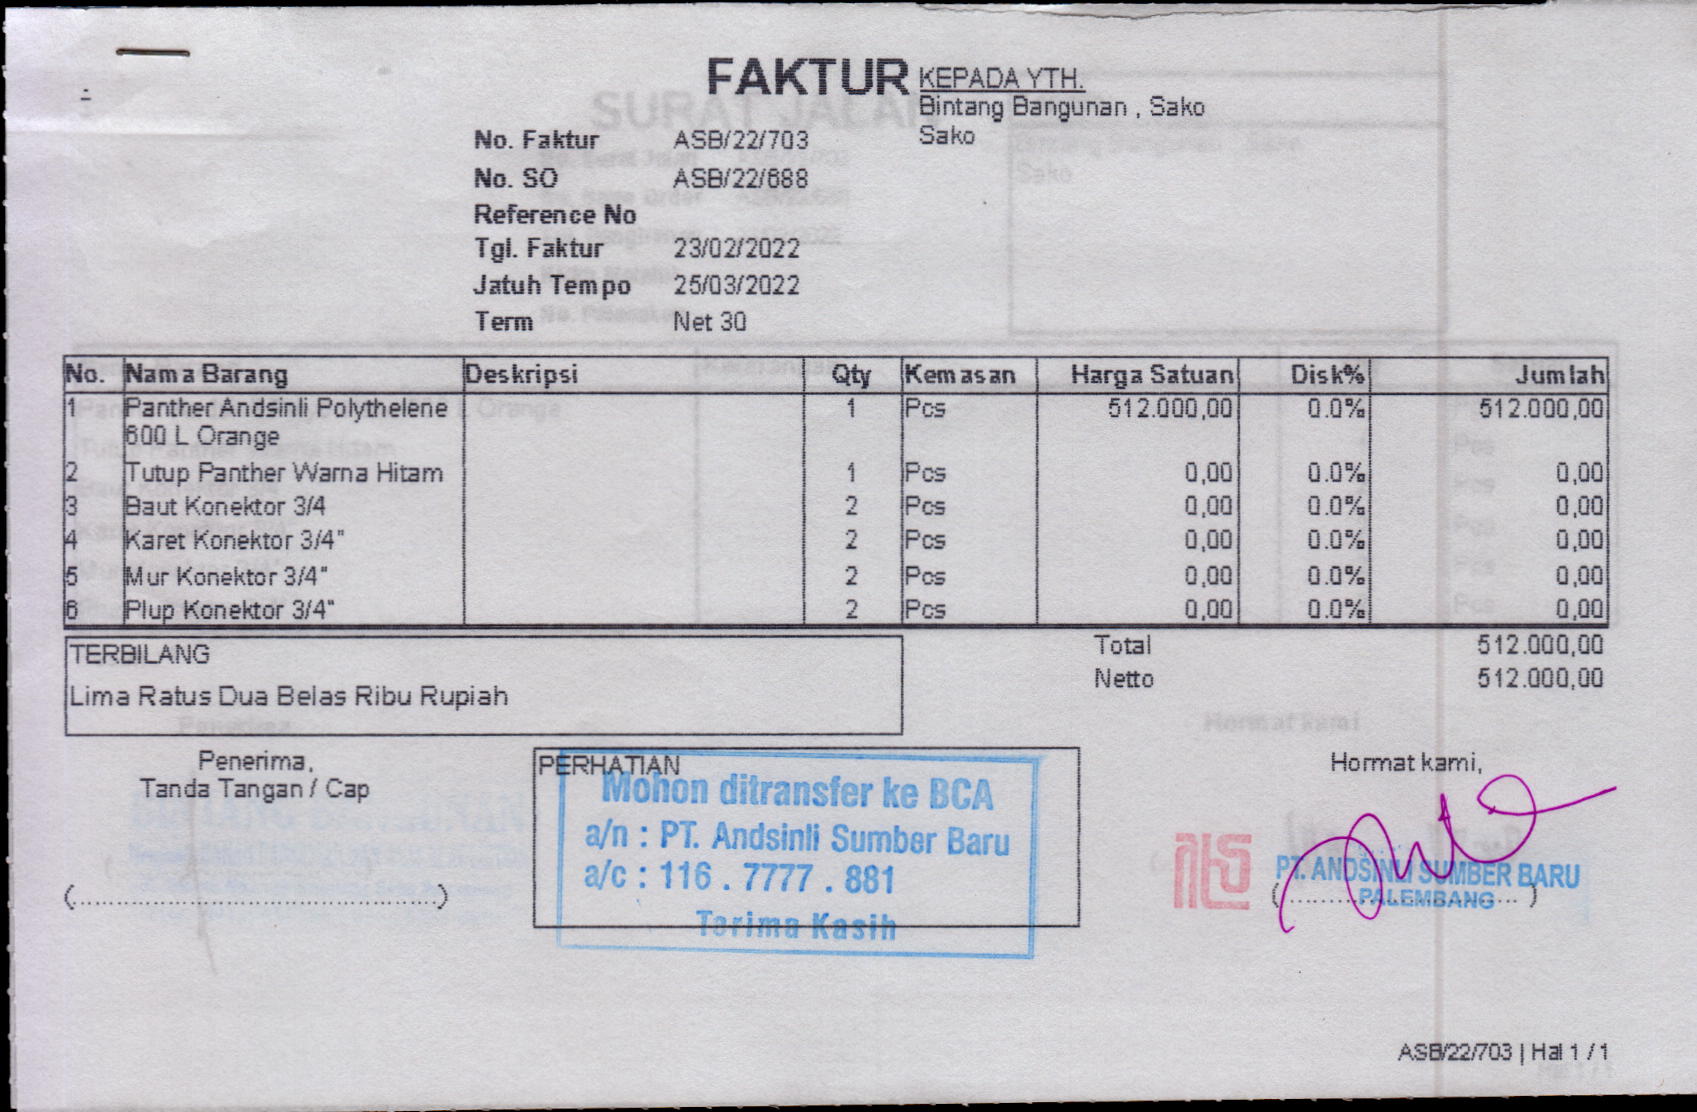 FAKTUR
KEPADA YTH.
Bintang Bangunan , Sako
Sako
No. Faktur ASB/22/703
No. SO ASB/22/688
Reference No
Tgl. Faktur 23/02/2022
Jatuh Tempo 25/03/2022
Term Net 30
No. Nama Barang Deskripsi Qty Kemasan Harga Satuan Disk% Jumlah
1 Panther Andsinli Polythelene 1 Pcs 512.000,00 0.0% 512.000,00
600 L Orange
2 Tutup Panther Warna Hitam 1 Pcs 0,00 0.0% 0,00
3 Baut Konektor 3/4 2 Pcs 0,00 0.0% 0,00
4 Karet Konektor 3/4" 2 Pcs 0,00 0.0% 0,00
5 Mur Konektor 3/4" 2 Pcs 0,00 0.0% 0,00
6 Plup Konektor 3/4" 2 Pcs 0,00 0.0% 0,00
TERBILANG
Lima Ratus Dua Belas Ribu Rupiah
Total 512.000,00
Netto 512.000,00
Penerima,
Tanda Tangan / Cap
(......................................)
PERHATIAN
Mohon ditransfer ke BCA
a/n : PT. Andsinli Sumber Baru
a/c : 116 . 7777 . 881
Tarima Kasih
Hormat kami,
PT. ANDSINLI SUMBER BARU
PALEMBANG
ASB/22/703 | Hal 1 / 1